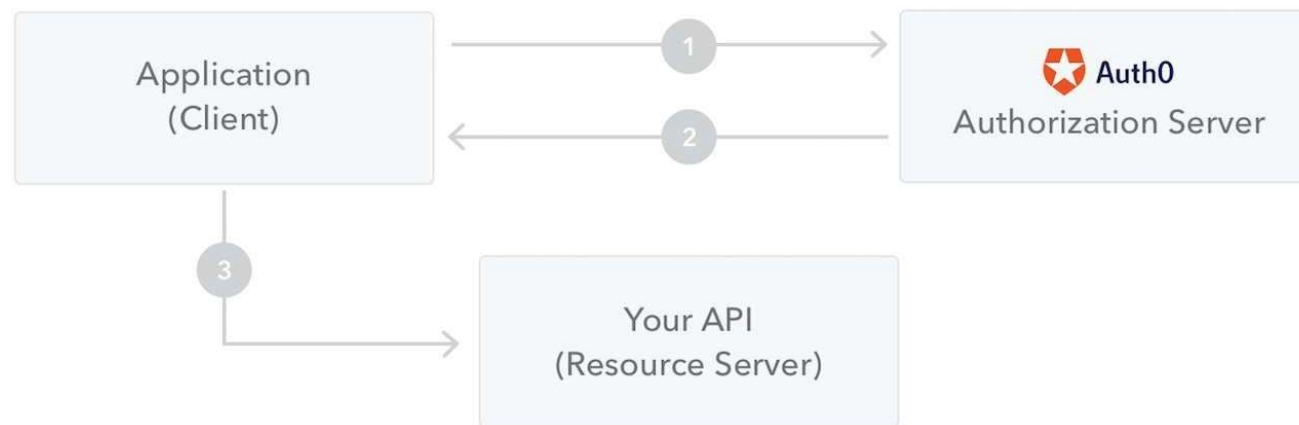 Application
(Client)
1
Auth0
Authorization Server
2
3
Your API
(Resource Server)